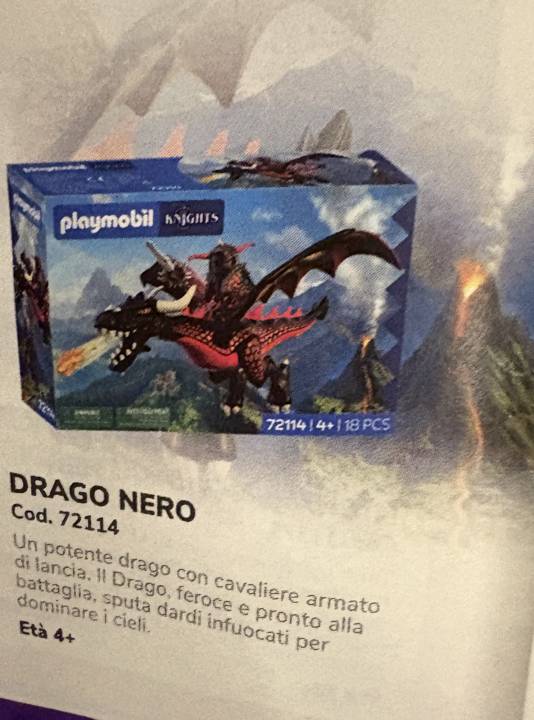 playmobil
playmobil KNIGHTS
72114 | 4+ | 18 PCS
DRAGO NERO
Cod. 72114
Un potente drago con cavaliere armato
di lancia. Il Drago, feroce e pronto alla
battaglia, sputa dardi infuocati per
dominare i cieli.
Età 4+